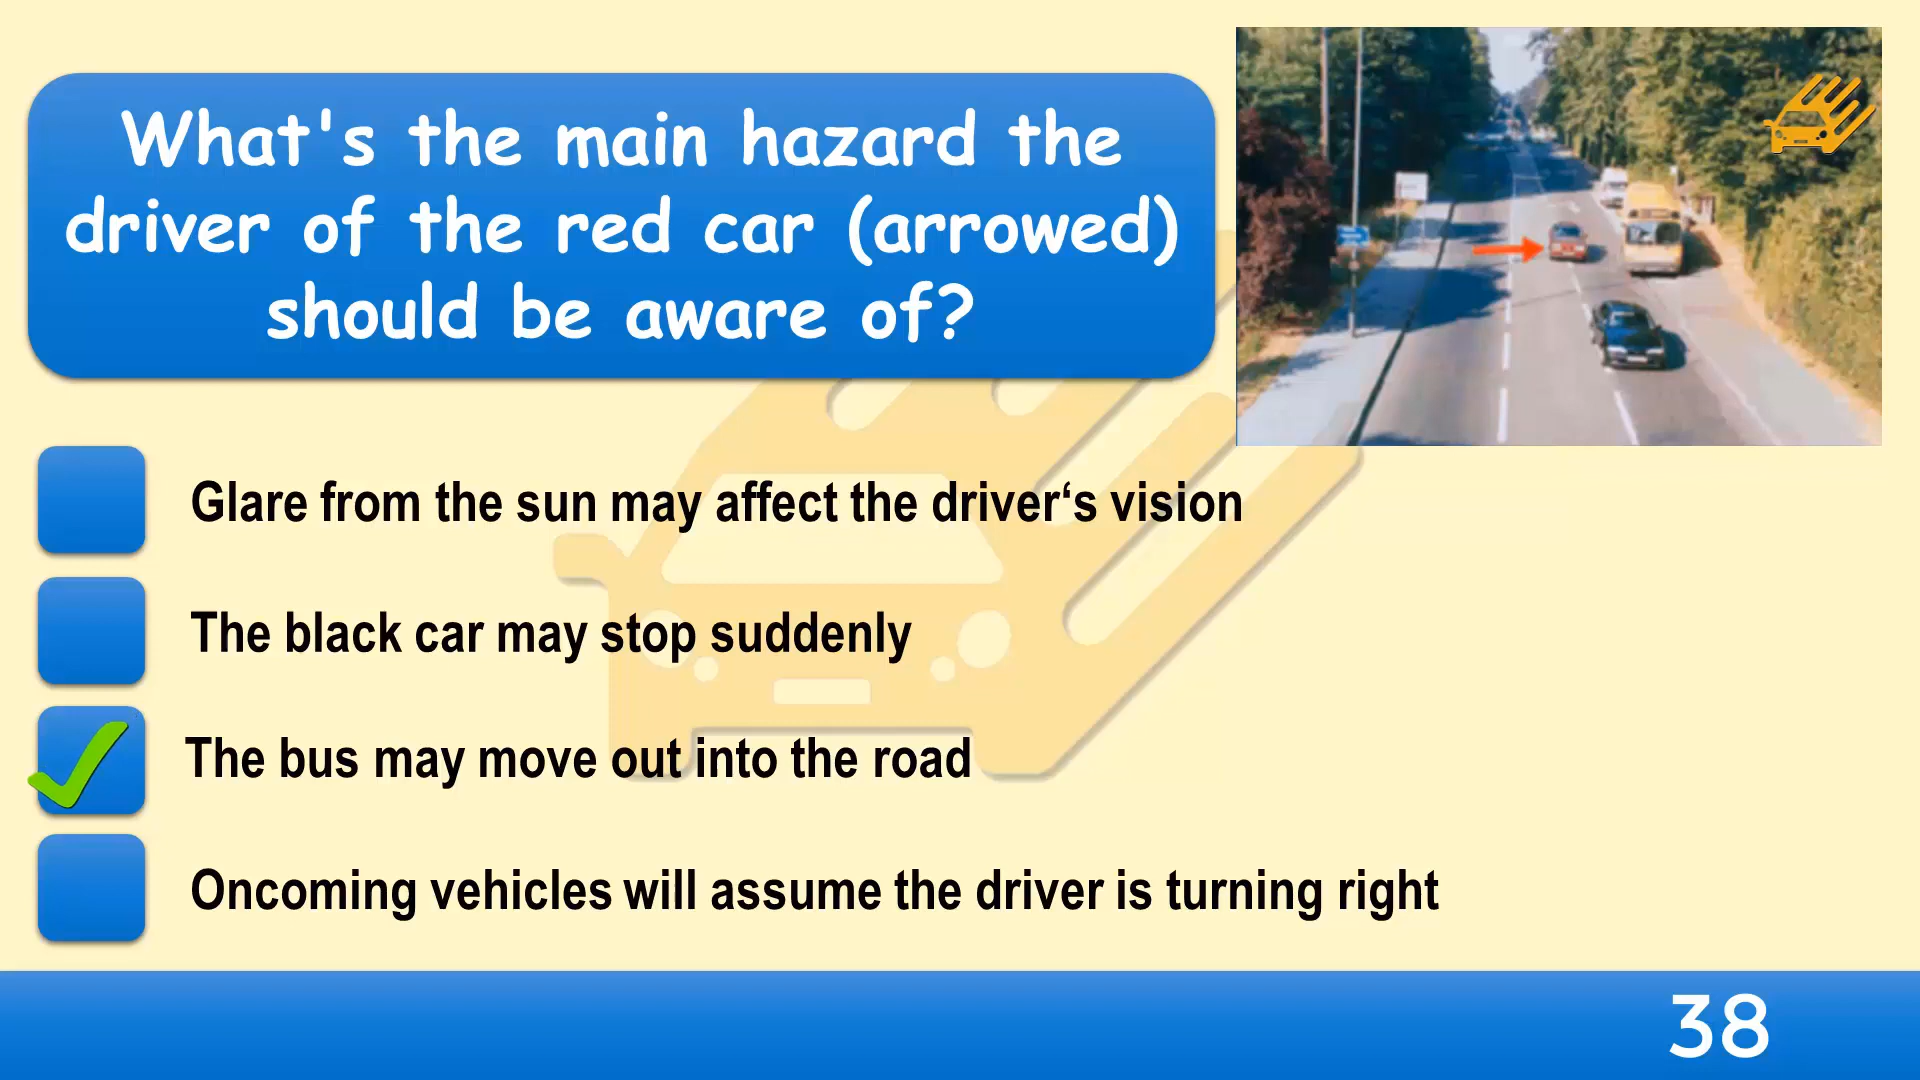 What's the main hazard the
driver of the red car (arrowed)
should be aware of?
Glare from the sun may affect the driver‘s vision
The black car may stop suddenly
The bus may move out into the road
Oncoming vehicles will assume the driver is turning right
38